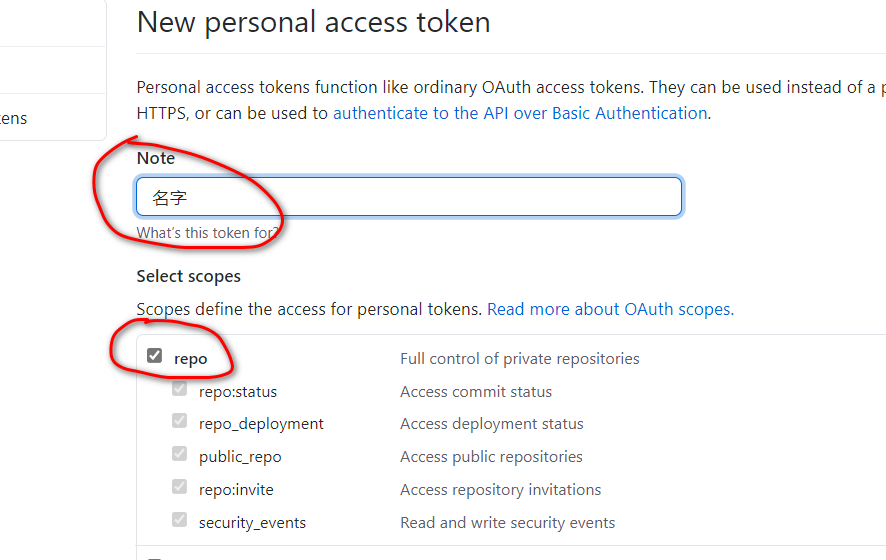 New personal access token
Personal access tokens function like ordinary OAuth access tokens. They can be used instead of a
HTTPS, or can be used to authenticate to the API over Basic Authentication.
Note
名字
What's this token for?
Select scopes
Scopes define the access for personal tokens. Read more about OAuth scopes.
repo Full control of private repositories
repo:status Access commit status
repo_deployment Access deployment status
public_repo Access public repositories
repo:invite Access repository invitations
security_events Read and write security events